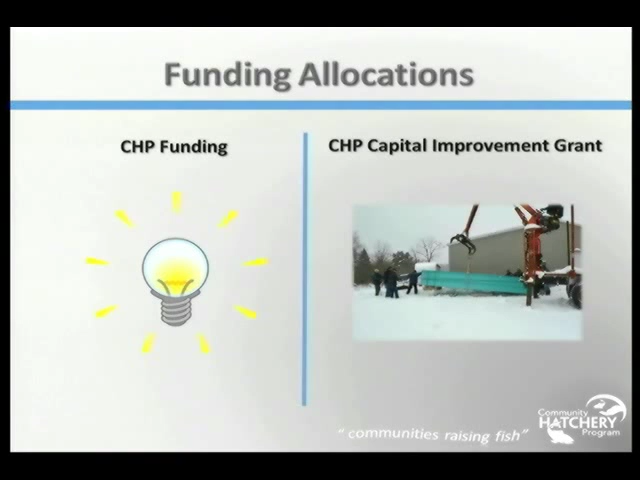 Funding Allocations
CHP Funding
CHP Capital Improvement Grant
"communities raising fish"
Community
HATCHERY
Program